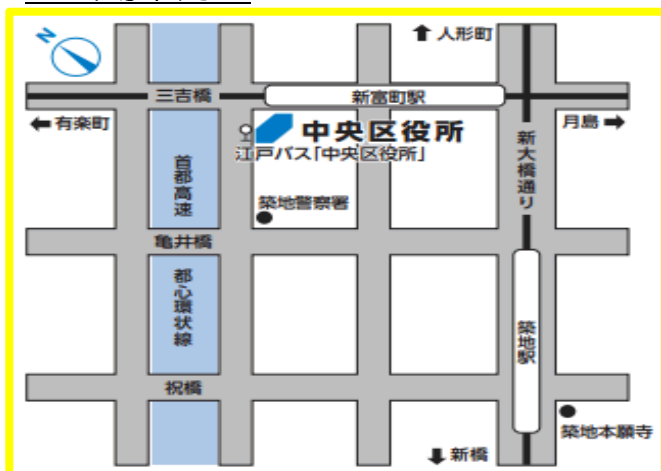 N
↑ 人形町
三吉橋
新富町駅
← 有楽町
中央区役所
月島 →
江戸バス「中央区役所」
新大橋通り
首都高速
築地警察署
亀井橋
都心環状線
築地駅
祝橋
築地本願寺
↓ 新橋